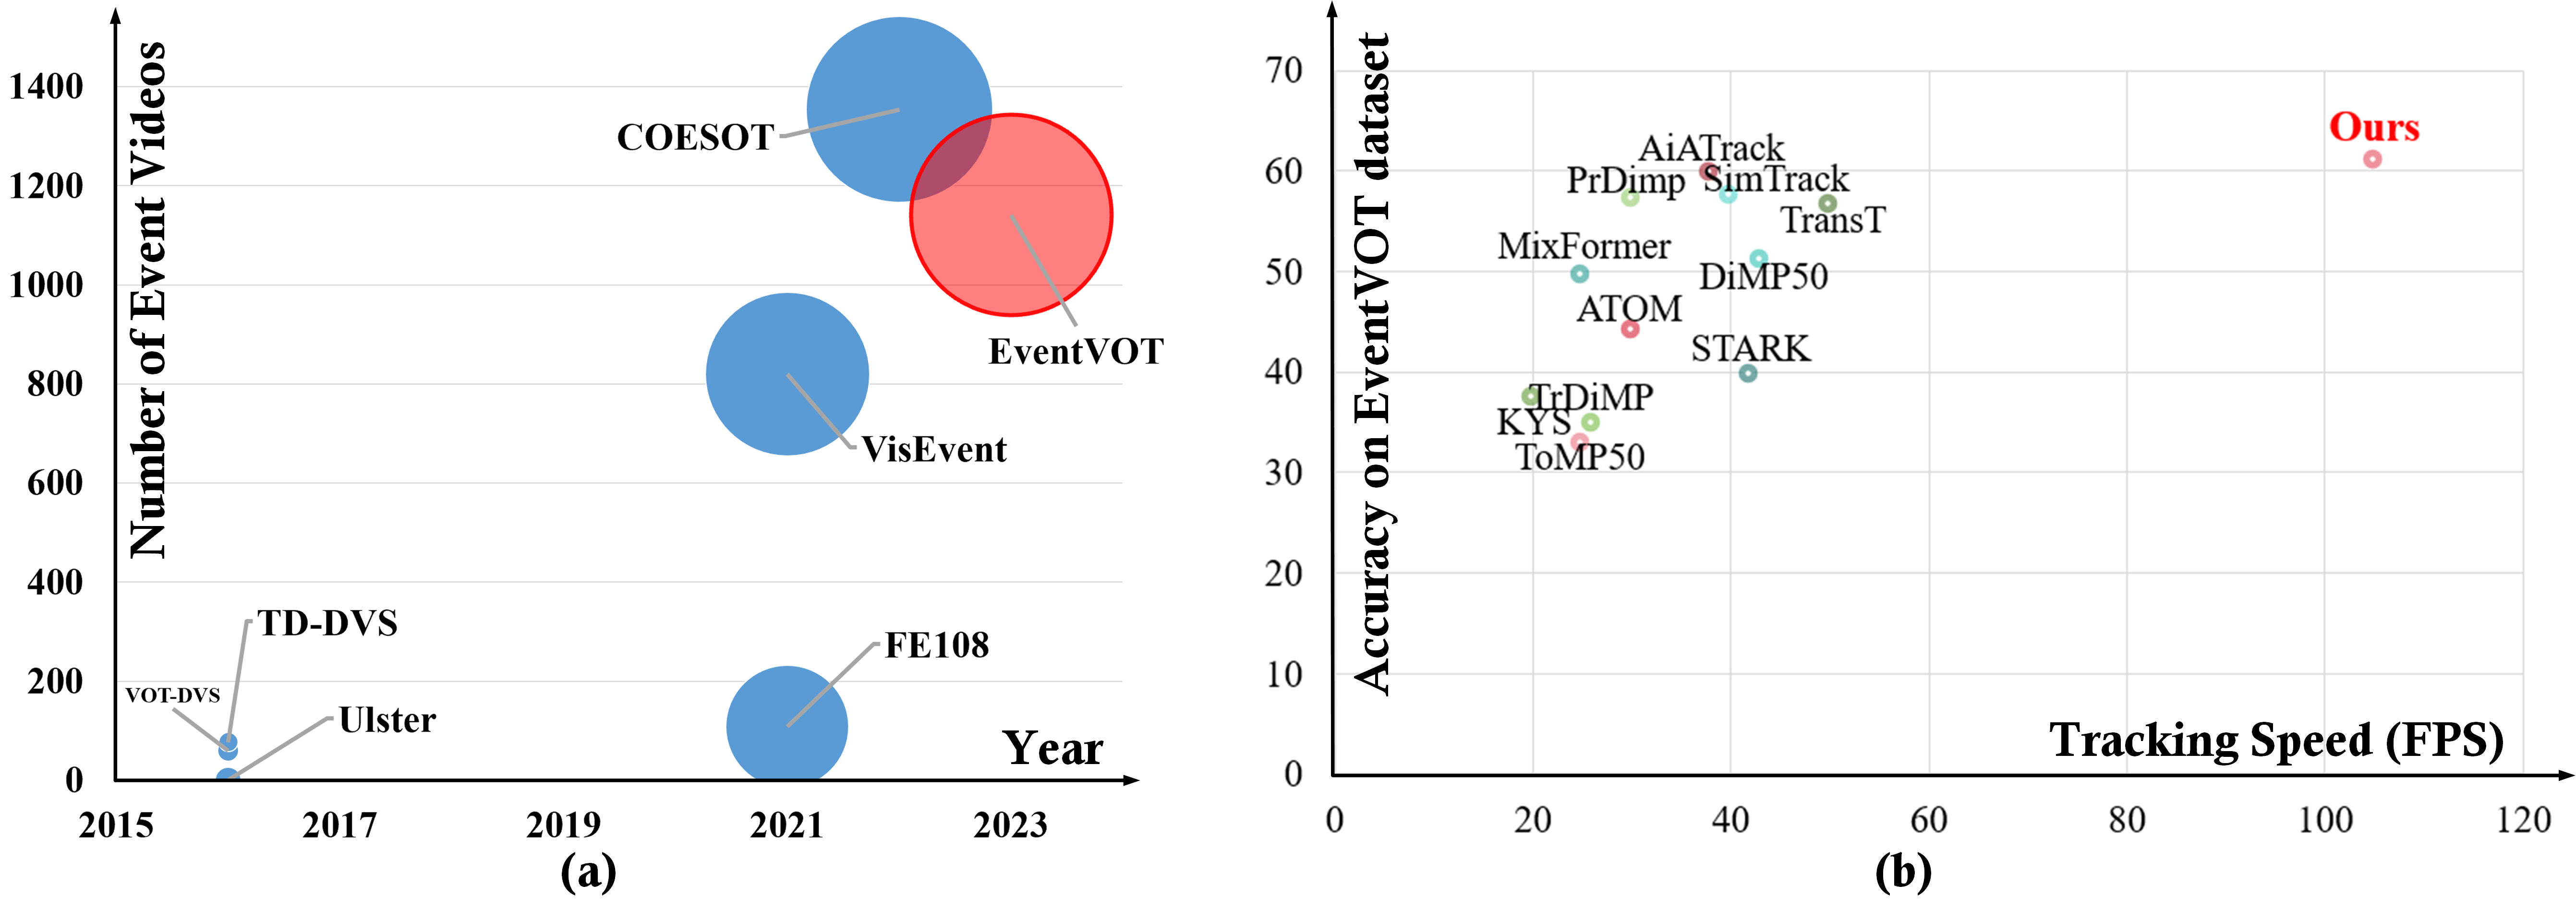 Number of Event Videos
1400
1200
1000
800
600
400
200
0
COESOT
EventVOT
VisEvent
TD-DVS
VOT-DVS
Ulster
FE108
Year
2015 2017 2019 2021 2023
(a)
Accuracy on EventVOT dataset
70
60
50
40
30
20
10
0
Ours
AiATrack
PrDimp
SimTrack
TransT
MixFormer
DiMP50
ATOM
STARK
TrDiMP
KYS
ToMP50
Tracking Speed (FPS)
0 20 40 60 80 100 120
(b)